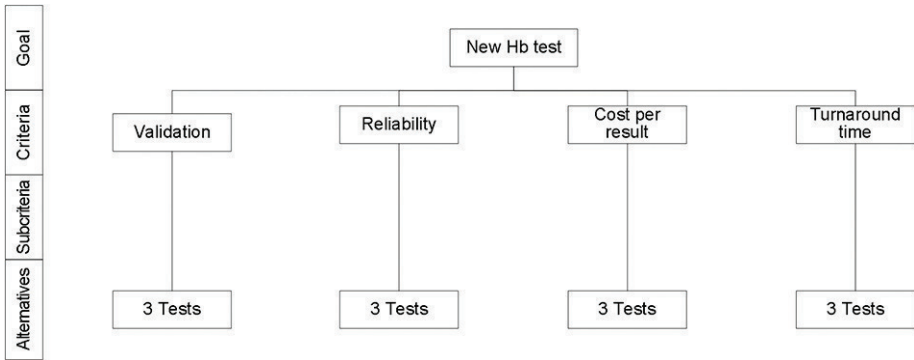 Goal
New Hb test
Criteria
Validation
Reliability
Cost per
result
Turnaround
time
Subcriteria
Alternatives
3 Tests
3 Tests
3 Tests
3 Tests